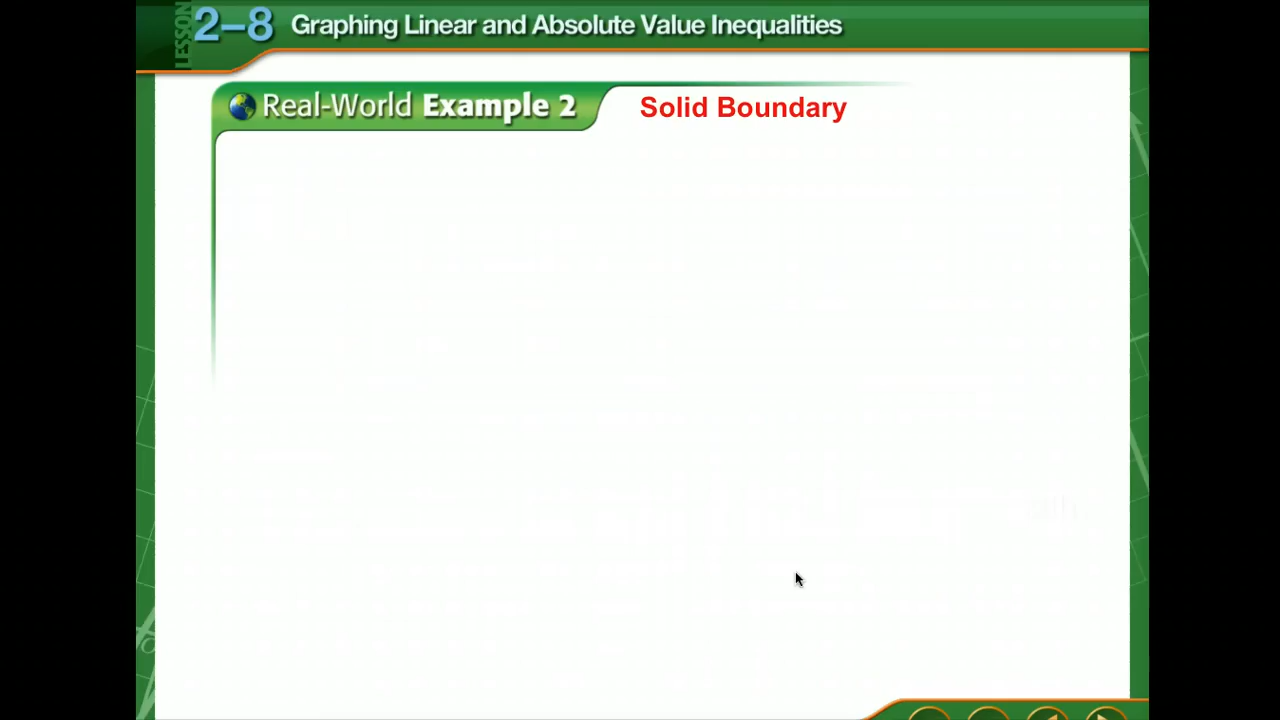 LESSON 2–8 Graphing Linear and Absolute Value Inequalities
Real-World Example 2 Solid Boundary